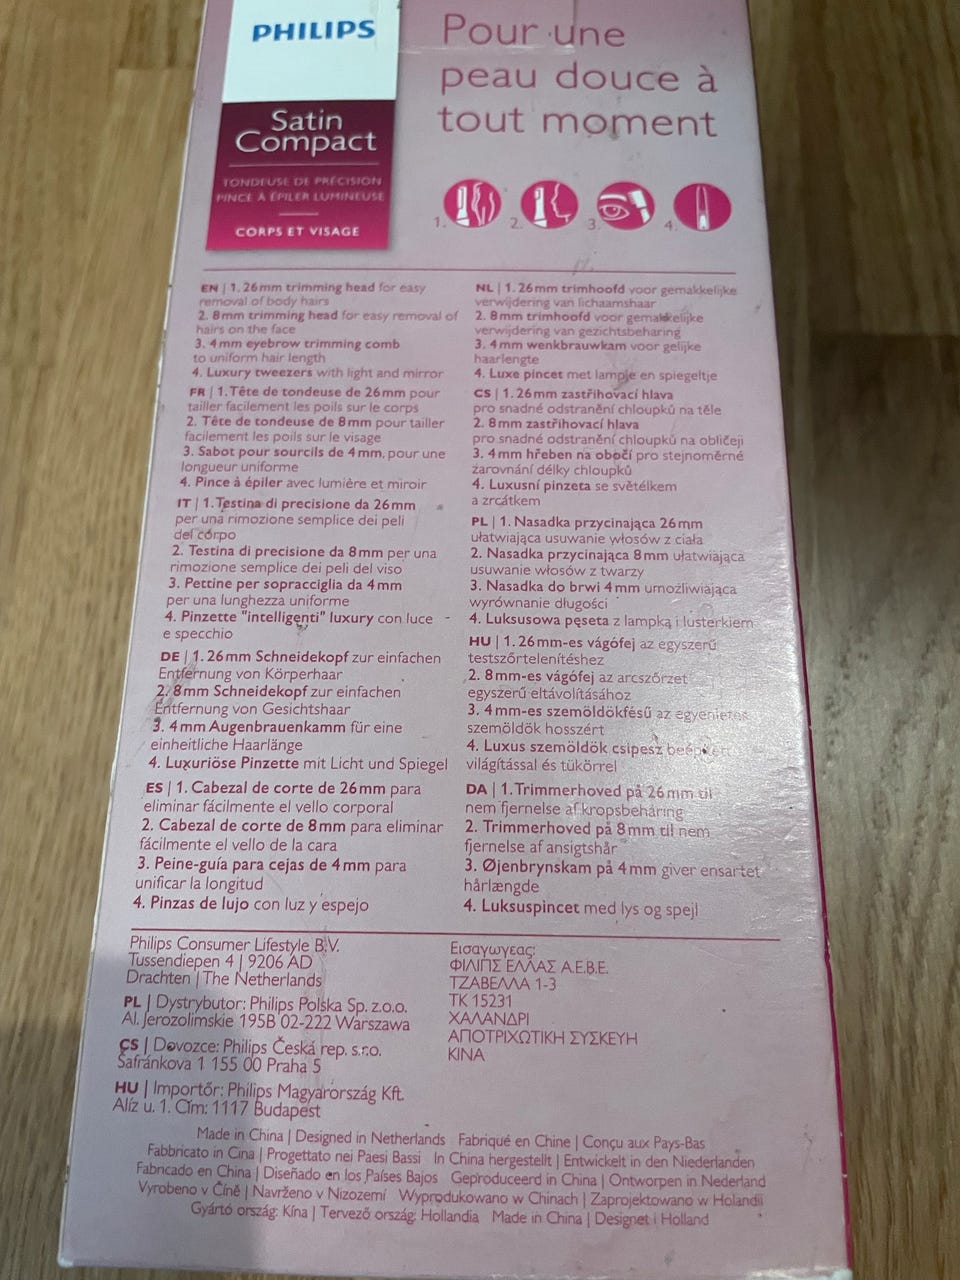 PHILIPS
Satin
Compact
TONDEUSE DE PRÉCISION
PINCE À ÉPILER LUMINEUSE
CORPS ET VISAGE
Pour une
peau douce à
tout moment
1. 2. 3. 4.
EN | 1. 26mm trimming head for easy
removal of body hairs
2. 8mm trimming head for easy removal of
hairs on the face
3. 4mm eyebrow trimming comb
to uniform hair length
4. Luxury tweezers with light and mirror
FR | 1. Tête de tondeuse de 26mm pour
tailler facilement les poils sur le corps
2. Tête de tondeuse de 8mm pour tailler
facilement les poils sur le visage
3. Sabot pour sourcils de 4mm, pour une
longueur uniforme
4. Pince à épiler avec lumière et miroir
IT | 1. Testina di precisione da 26mm
per una rimozione semplice dei peli
del corpo
2. Testina di precisione da 8mm per una
rimozione semplice dei peli del viso
3. Pettine per sopracciglia da 4mm
per una lunghezza uniforme
4. Pinzette "intelligenti" luxury con luce
e specchio
DE | 1. 26mm Schneidekopf zur einfachen
Entfernung von Körperhaar
2. 8mm Schneidekopf zur einfachen
Entfernung von Gesichtshaar
3. 4mm Augenbrauenkamm für eine
einheitliche Haarlänge
4. Luxuriöse Pinzette mit Licht und Spiegel
ES | 1. Cabezal de corte de 26mm para
eliminar fácilmente el vello corporal
2. Cabezal de corte de 8mm para eliminar
fácilmente el vello de la cara
3. Peine-guía para cejas de 4mm para
unificar la longitud
4. Pinzas de lujo con luz y espejo
NL | 1. 26mm trimhoofd voor gemakkelijke
verwijdering van lichaamshaar
2. 8mm trimhoofd voor gemakkelijke
verwijdering van gezichtsbeharing
3. 4mm wenkbrauwkam voor gelijke
haarlengte
4. Luxe pincet met lampje en spiegeltje
CS | 1. 26mm zastřihovací hlava
pro snadné odstranění chloupků na těle
2. 8mm zastřihovací hlava
pro snadné odstranění chloupků na obličeji
3. 4mm hřeben na obočí pro stejnoměrné
zarovnání délky chloupků
4. Luxusní pinzeta se světélkem
a zrcátkem
PL | 1. Nasadka przycinająca 26mm
ułatwiająca usuwanie włosów z ciała
2. Nasadka przycinająca 8mm ułatwiająca
usuwanie włosów z twarzy
3. Nasadka do brwi 4mm umożliwiająca
wyrównanie długości
4. Luksusowa pęseta z lampką i lusterkiem
HU | 1. 26mm-es vágófej az egyszerű
testszőrtelenítéshez
2. 8mm-es vágófej az arcszőrzet
egyszerű eltávolításához
3. 4mm-es szemöldökfésű az egyenletes
szemöldök hosszért
4. Luxus szemöldök csipesz beépített
világítással és tükörrel
DA | 1. Trimmerhoved på 26mm til
nem fjernelse af kropsbehåring
2. Trimmerhoved på 8mm til nem
fjernelse af ansigtshår
3. Øjenbrynskam på 4mm giver ensartet
hårlængde
4. Luksuspincet med lys og spejl
Philips Consumer Lifestyle B.V.
Tussendiepen 4 | 9206 AD
Drachten | The Netherlands
PL | Dystrybutor: Philips Polska Sp. z.o.o.
Al. Jerozolimskie 195B 02-222 Warszawa
CS | Dovozce: Philips Česká rep. s.r.o.
Šafránkova 1 155 00 Praha 5
HU | Importőr: Philips Magyarország Kft.
Alíz u. 1. Cím: 1117 Budapest
Εισαγωγεας:
ΦΙΛΙΠΣ ΕΛΛΑΣ Α.Ε.Β.Ε.
ΤΖΑΒΕΛΛΑ 1-3
ΤΚ 15231
ΧΑΛΑΝΔΡΙ
ΑΠΟΤΡΙΧΩΤΙΚΗ ΣΥΣΚΕΥΗ
ΚΙΝΑ
Made in China | Designed in Netherlands Fabriqué en Chine | Conçu aux Pays-Bas
Fabbricato in Cina | Progettato nei Paesi Bassi In China hergestellt | Entwickelt in den Niederlanden
Fabricado en China | Diseñado en los Países Bajos Geproduceerd in China | Ontworpen in Nederland
Vyrobeno v Číně | Navrženo v Nizozemí Wyprodukowano w Chinach | Zaprojektowano w Holandii
Gyártó ország: Kína | Tervező ország: Hollandia Made in China | Designet i Holland